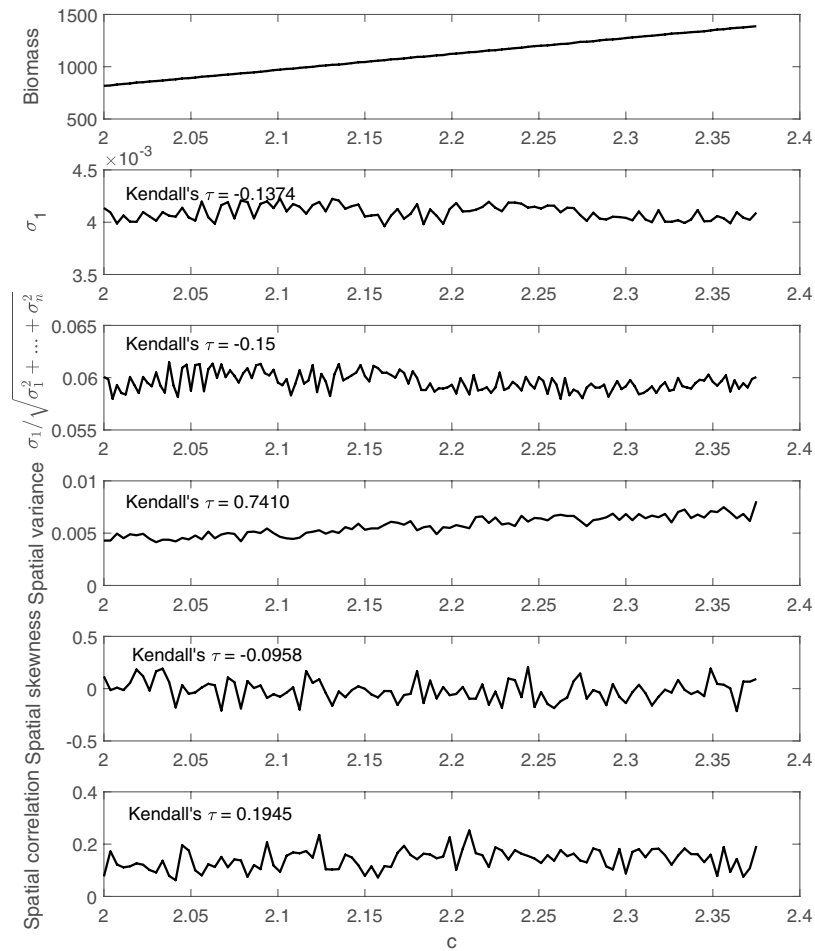 1500
1000
500
Biomass
2 2.05 2.1 2.15 2.2 2.25 2.3 2.35 2.4
×10-3
4.5
4
3.5
σ1
Kendall's τ = -0.1374
2 2.05 2.1 2.15 2.2 2.25 2.3 2.35 2.4
0.065
0.06
0.055
σ1/√σ1^2 + ... + σn^2
Kendall's τ = -0.15
2 2.05 2.1 2.15 2.2 2.25 2.3 2.35 2.4
0.01
0.005
0
Spatial variance
Kendall's τ = 0.7410
2 2.05 2.1 2.15 2.2 2.25 2.3 2.35 2.4
0.5
0
-0.5
Spatial skewness
Kendall's τ = -0.0958
2 2.05 2.1 2.15 2.2 2.25 2.3 2.35 2.4
0.4
0.2
0
Spatial correlation
Kendall's τ = 0.1945
2 2.05 2.1 2.15 2.2 2.25 2.3 2.35 2.4
c